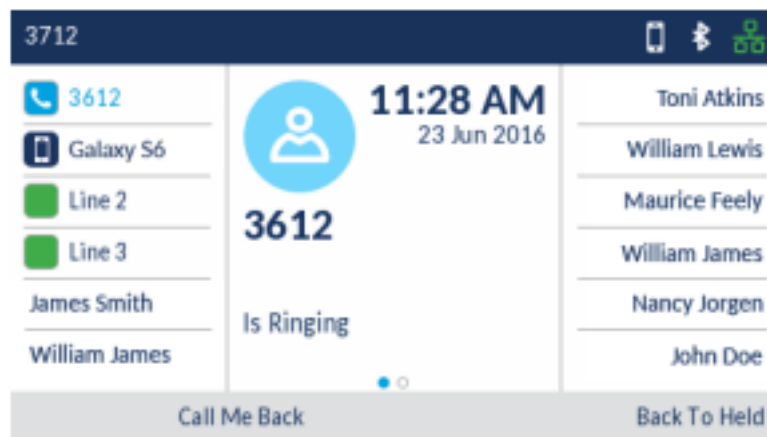 3712
3612
Galaxy S6
Line 2
Line 3
James Smith
William James
11:28 AM
23 Jun 2016
3612
Is Ringing
Toni Atkins
William Lewis
Maurice Feely
William James
Nancy Jorgen
John Doe
Call Me Back
Back To Held